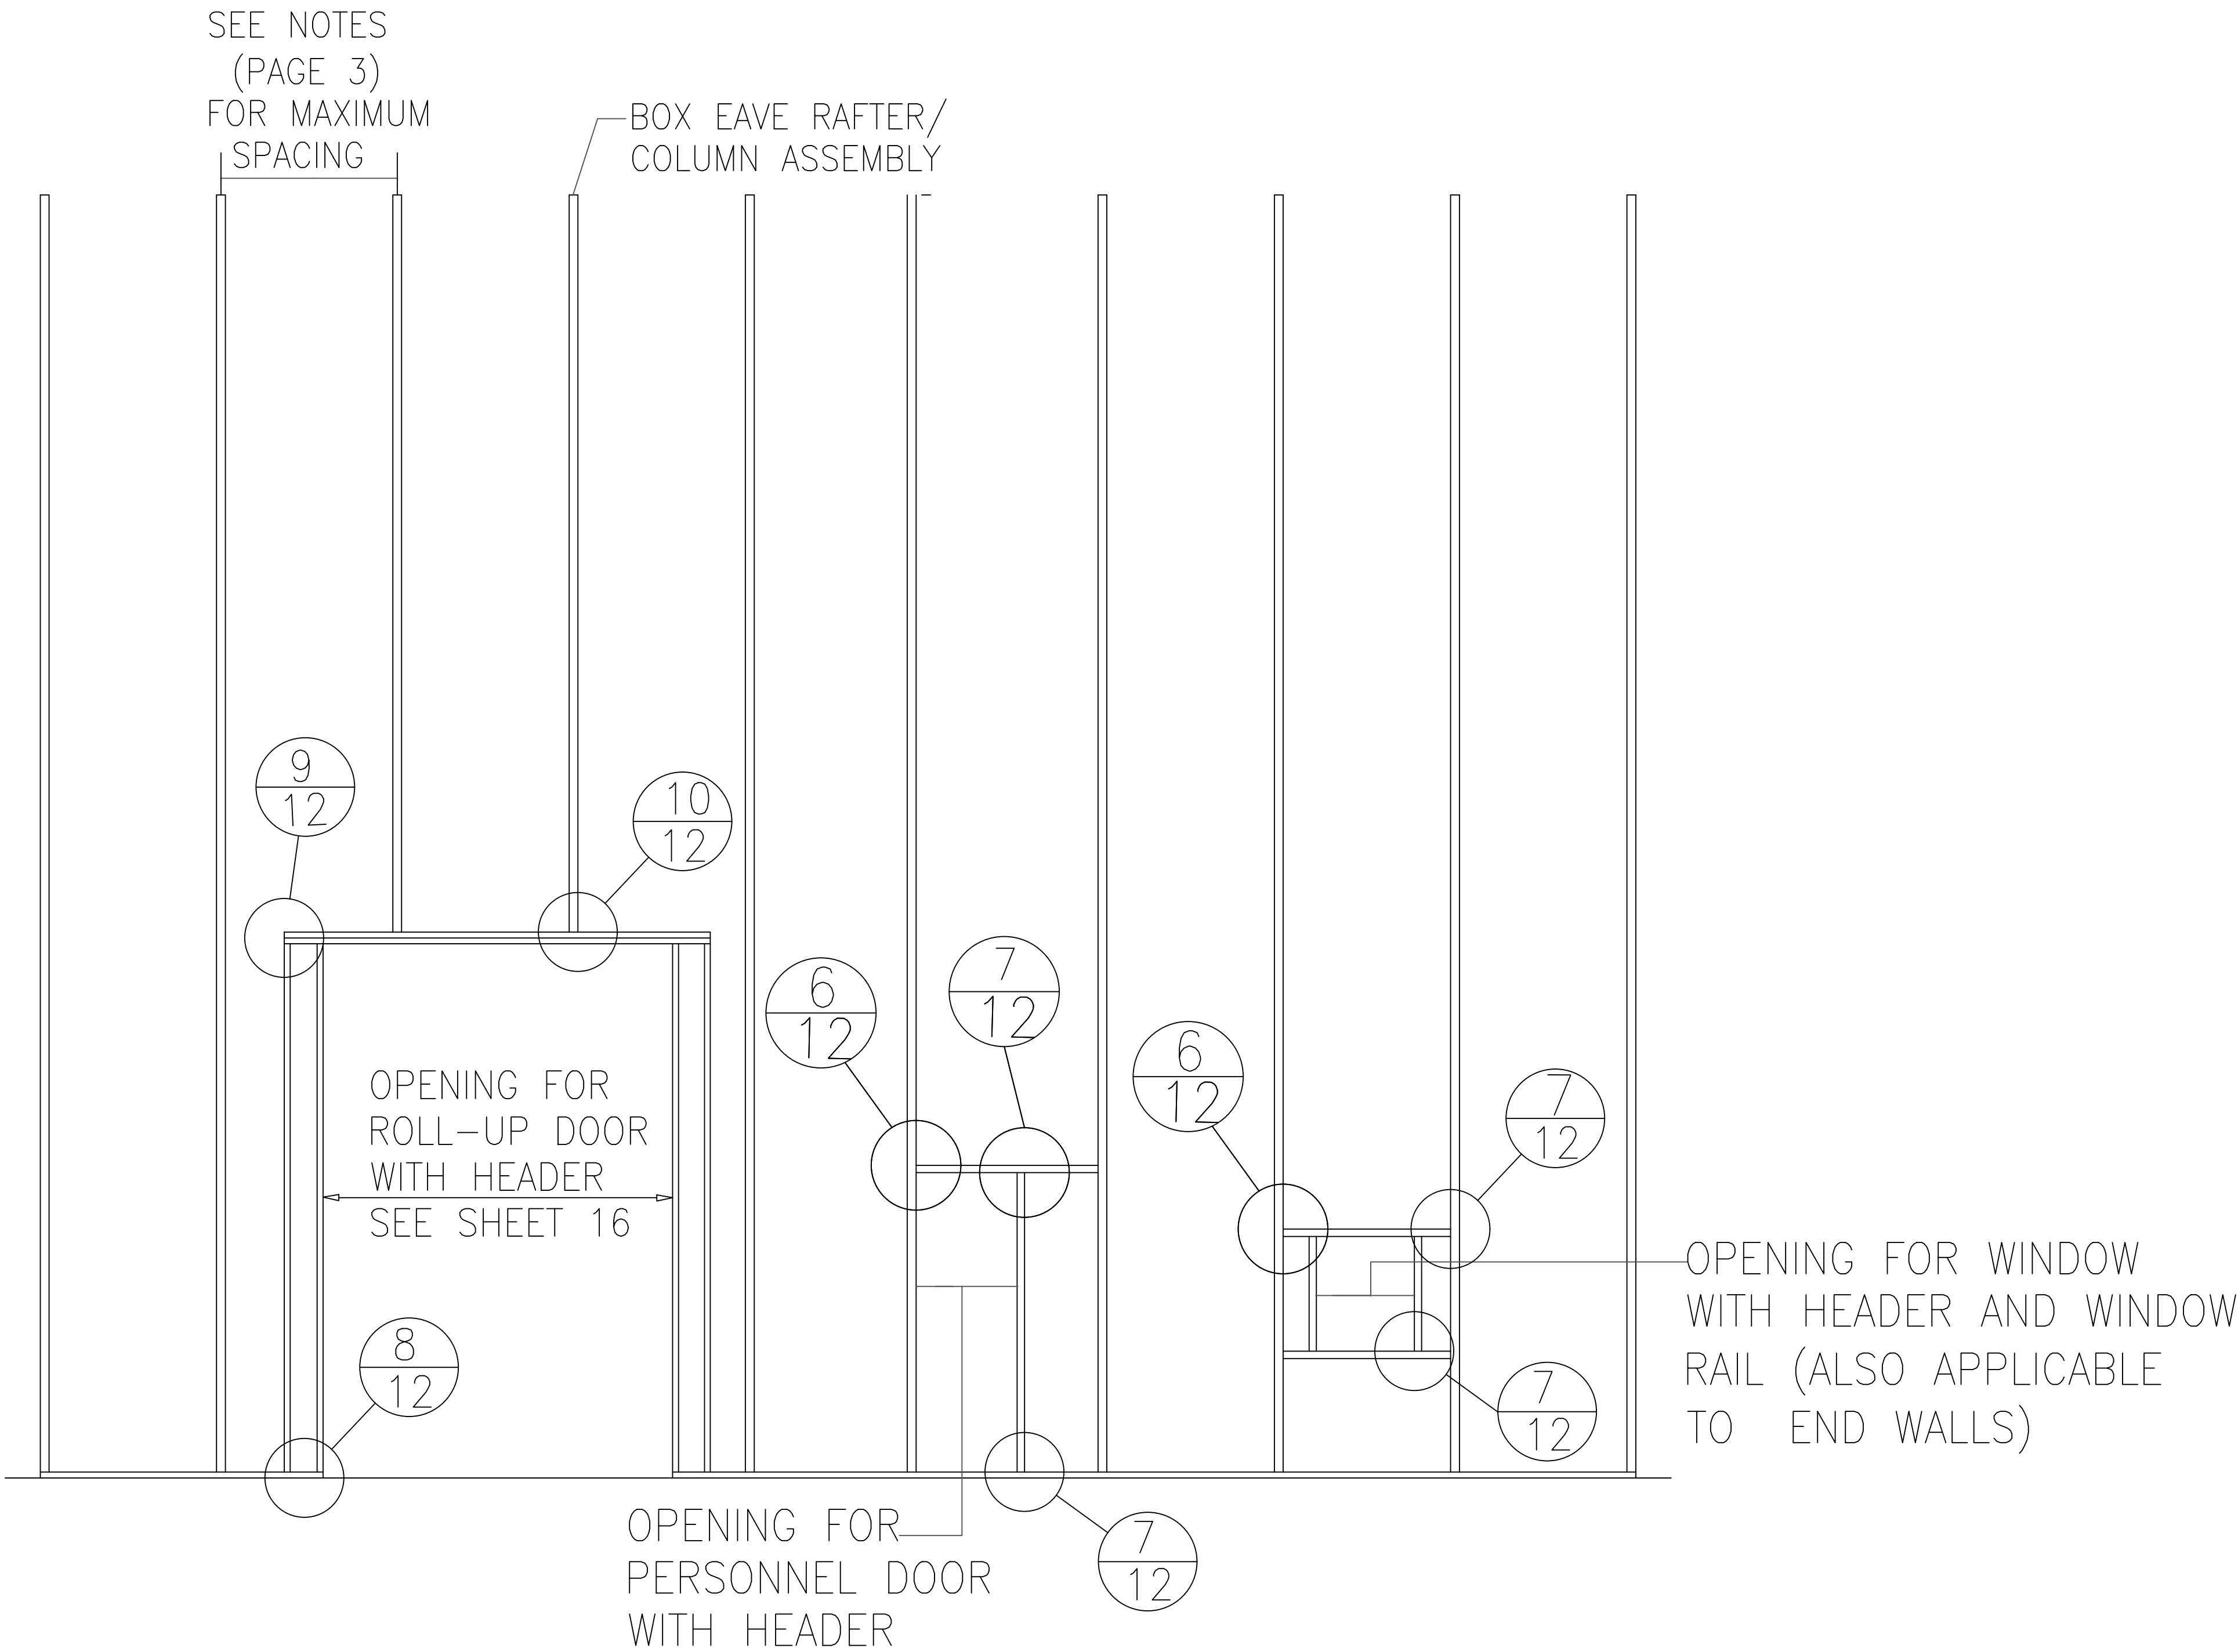 SEE NOTES
(PAGE 3)
FOR MAXIMUM
SPACING
BOX EAVE RAFTER/
COLUMN ASSEMBLY
9
12
10
12
6
12
7
12
6
12
7
12
OPENING FOR
ROLL-UP DOOR
WITH HEADER
SEE SHEET 16
OPENING FOR WINDOW
WITH HEADER AND WINDOW
RAIL (ALSO APPLICABLE
TO END WALLS)
8
12
7
12
OPENING FOR
PERSONNEL DOOR
WITH HEADER
7
12